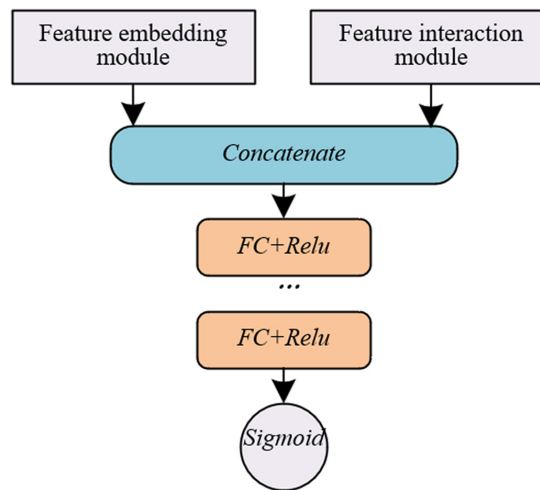 Feature embedding
module
Feature interaction
module
Concatenate
FC+Relu
...
FC+Relu
Sigmoid